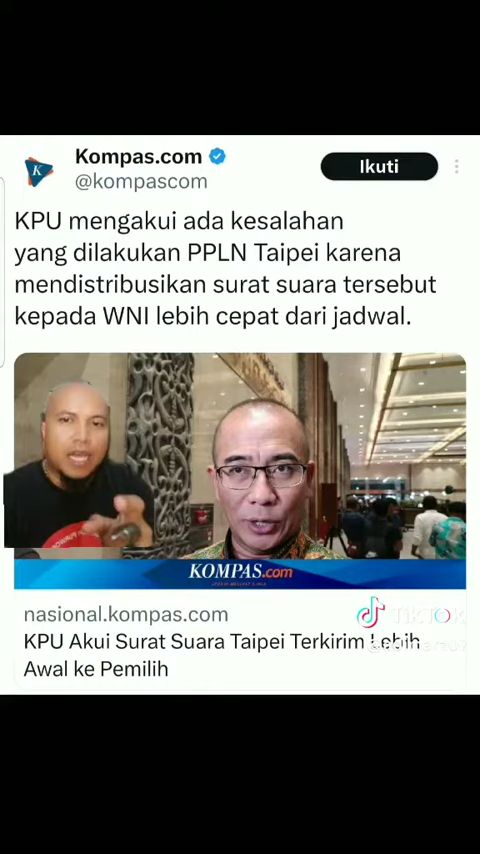 Kompas.com
@kompascom
Ikuti
KPU mengakui ada kesalahan
yang dilakukan PPLN Taipei karena
mendistribusikan surat suara tersebut
kepada WNI lebih cepat dari jadwal.
KOMPAS.com
nasional.kompas.com
TikTok
KPU Akui Surat Suara Taipei Terkirim Lebih
Awal ke Pemilih